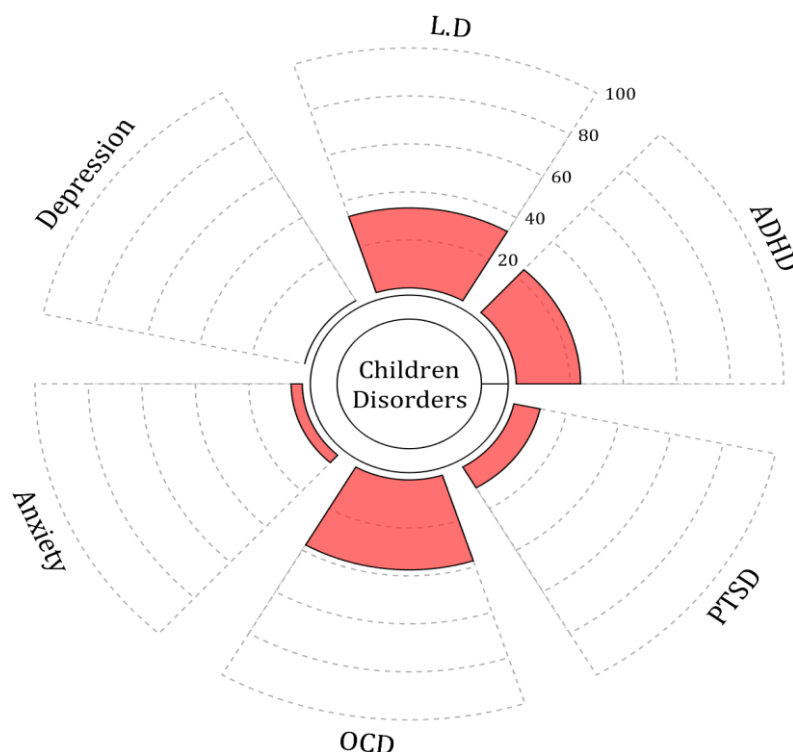 L.D
100
80
60
40
20
Depression
ADHD
Children
Disorders
Anxiety
PTSD
OCD